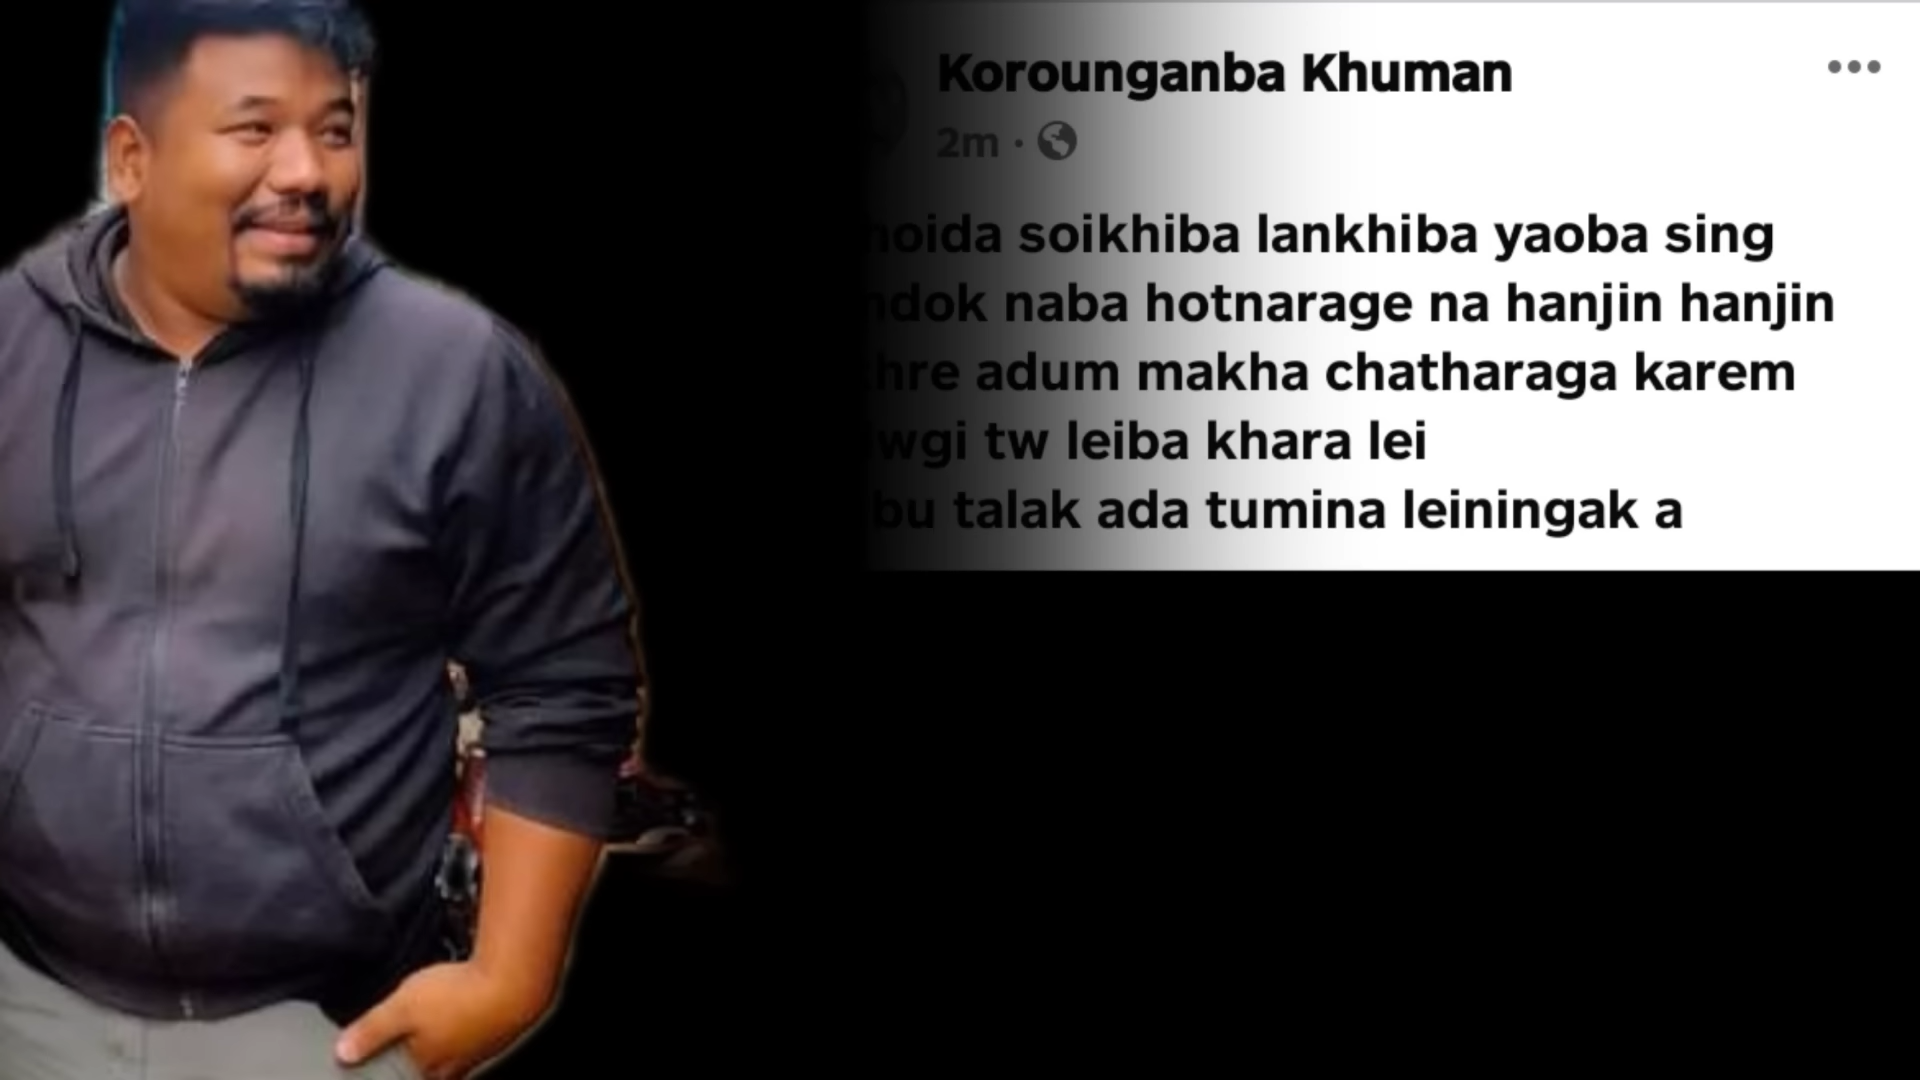 Korounganba Khuman
2m
soikhiba lankhiba yaoba sing
naba hotnarage na hanjin hanjin
adum makha chatharaga karem
tw leiba khara lei
talak ada tumina leiningak a